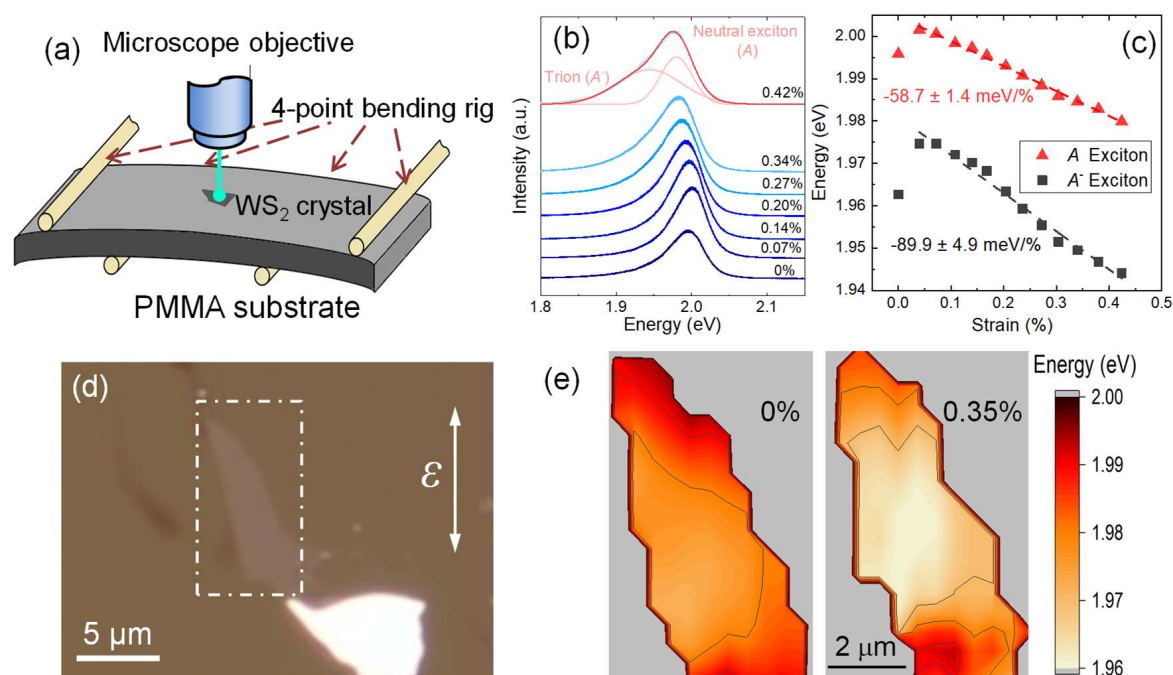 (a)
Microscope objective
4-point bending rig
WS₂ crystal
PMMA substrate
(b)
Neutral exciton
(A)
Trion (A⁻)
0.42%
0.34%
0.27%
0.20%
0.14%
0.07%
0%
Intensity (a.u.)
1.8 1.9 2.0 2.1
Energy (eV)
(c)
2.00
1.99
1.98
1.97
1.96
1.95
1.94
Energy (eV)
-58.7 ± 1.4 meV/%
A Exciton
A⁻ Exciton
-89.9 ± 4.9 meV/%
0.0 0.1 0.2 0.3 0.4 0.5
Strain (%)
(d)
ε
5 μm
(e)
0%
0.35%
2 μm
Energy (eV)
2.00
1.99
1.98
1.97
1.96